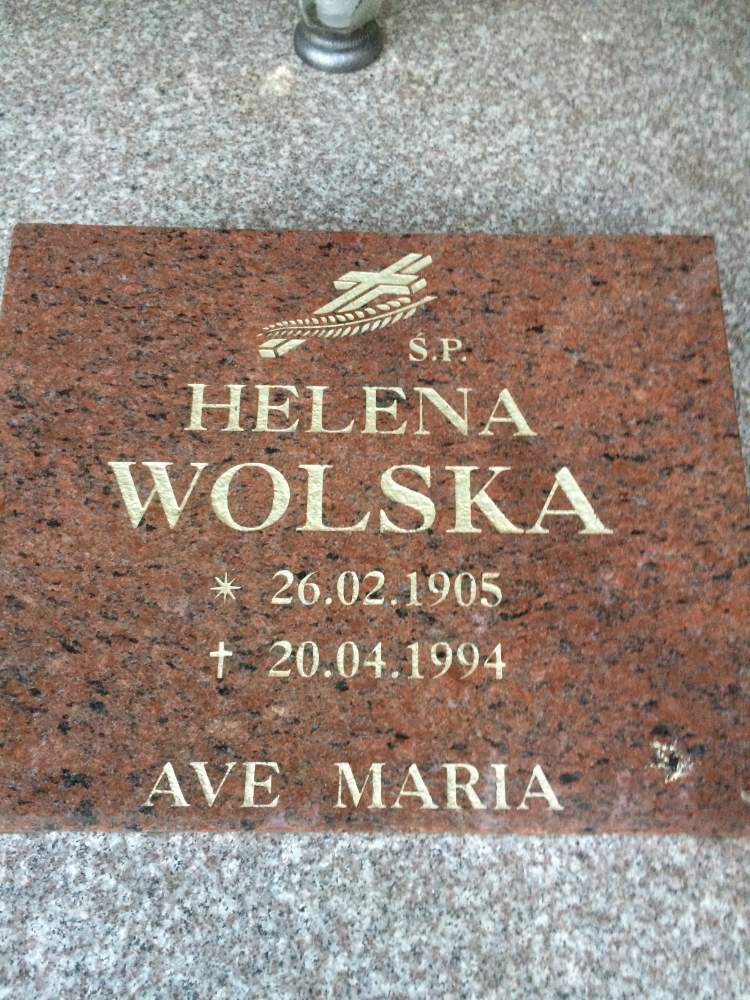 Ś.P.
HELENA
WOLSKA
* 26.02.1905
† 20.04.1994
AVE MARIA